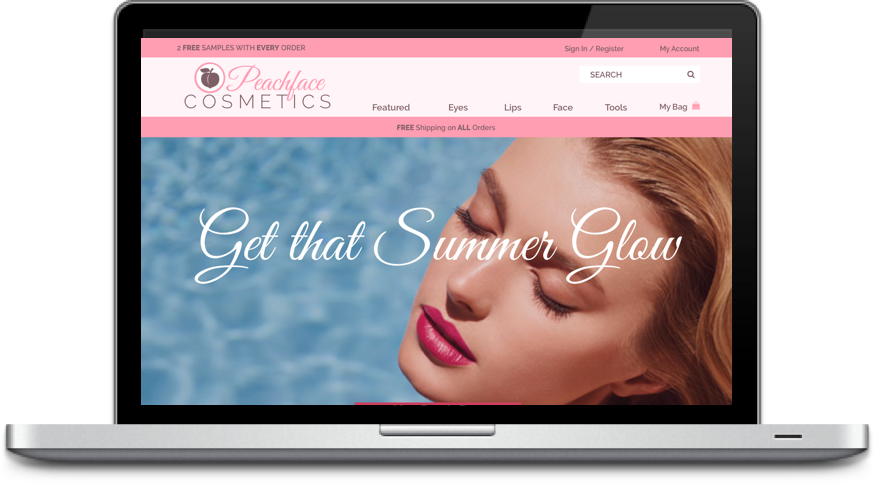 2 FREE SAMPLES WITH EVERY ORDER
Sign In / Register
My Account
Peachface
COSMETICS
SEARCH
Featured
Eyes
Lips
Face
Tools
My Bag
FREE Shipping on ALL Orders
Get that Summer Glow